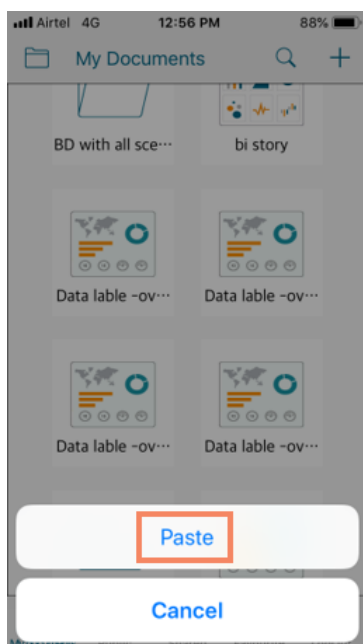 Airtel 4G 12:56 PM 88%
My Documents
BD with all sce··· bi story
Data lable -ov··· Data lable -ov···
Data lable -ov··· Data lable -ov···
Paste
Cancel